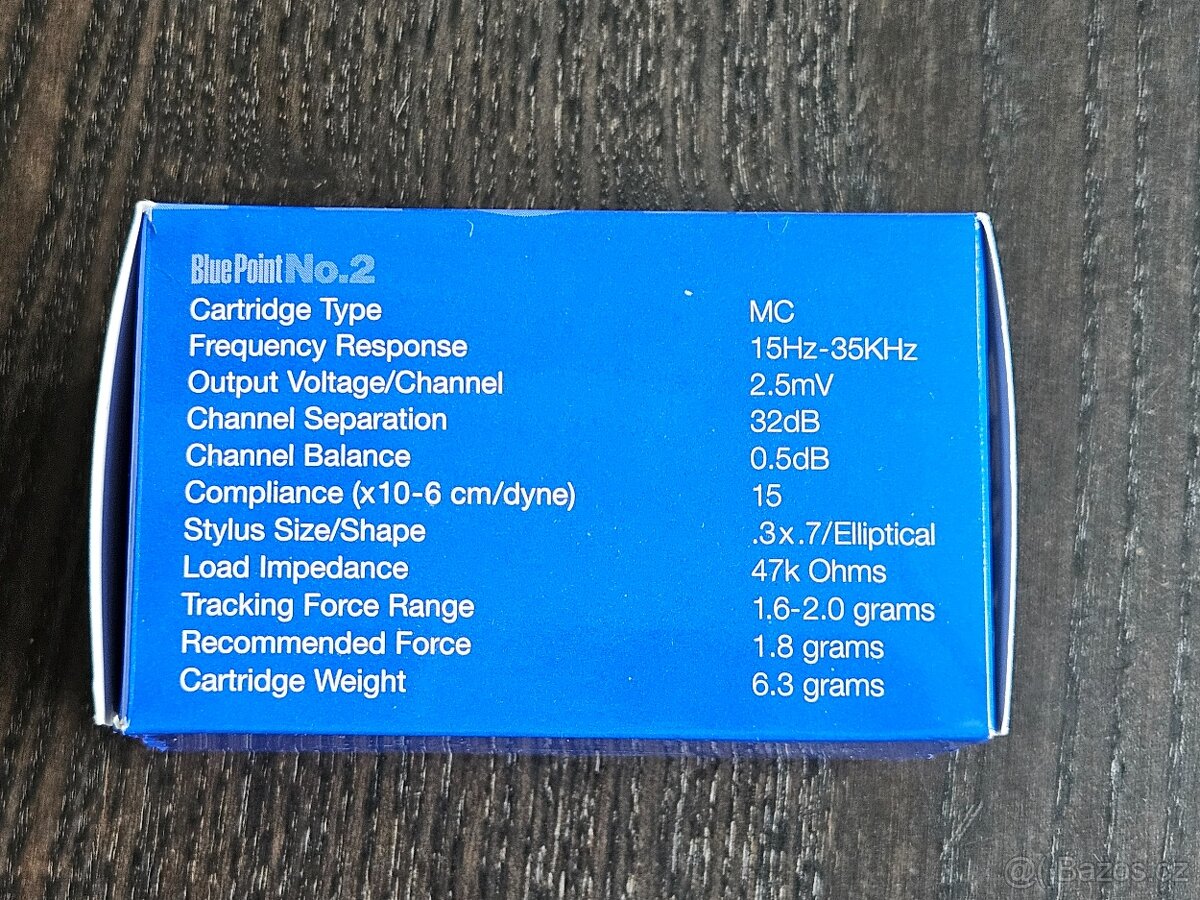 BluePoint No.2
Cartridge Type MC
Frequency Response 15Hz-35KHz
Output Voltage/Channel 2.5mV
Channel Separation 32dB
Channel Balance 0.5dB
Compliance (x10-6 cm/dyne) 15
Stylus Size/Shape .3x.7/Elliptical
Load Impedance 47k Ohms
Tracking Force Range 1.6-2.0 grams
Recommended Force 1.8 grams
Cartridge Weight 6.3 grams
Bazos.cz